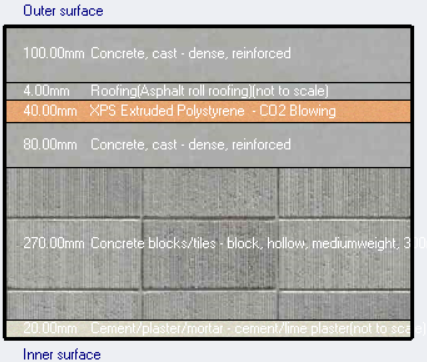 Outer surface
100.00mm Concrete, cast - dense, reinforced
4.00mm Roofing(Asphalt roll roofing)(not to scale)
40.00mm XPS Extruded Polystyrene - CO2 Blowing
80.00mm Concrete, cast - dense, reinforced
270.00mm Concrete blocks/tiles - block, hollow, mediumweight, 3
20.00mm Cement/plaster/mortar - cement/lime plaster(not to scale)
Inner surface